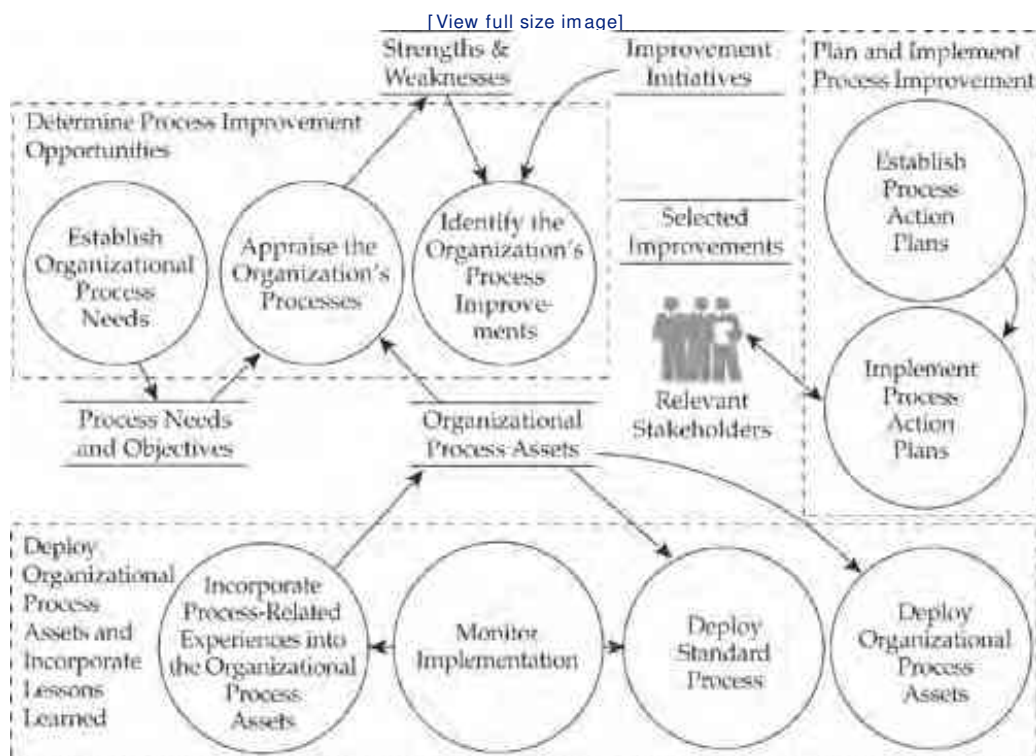 [View full size image]
Strengths &
Weaknesses
Improvement
Initiatives
Plan and Implement
Process Improvement
Determine Process Improvement
Opportunities
Establish
Organizational
Process
Needs
Appraise the
Organization's
Processes
Identify the
Organization's
Process
Improve-
ments
Selected
Improvements
Establish
Process
Action
Plans
Implement
Process
Action
Plans
Relevant
Stakeholders
Process Needs
and Objectives
Organizational
Process Assets
Deploy
Organizational
Process
Assets and
Incorporate
Lessons
Learned
Incorporate
Process-Related
Experiences into
the Organizational
Process
Assets
Monitor
Implementation
Deploy
Standard
Process
Deploy
Organizational
Process
Assets